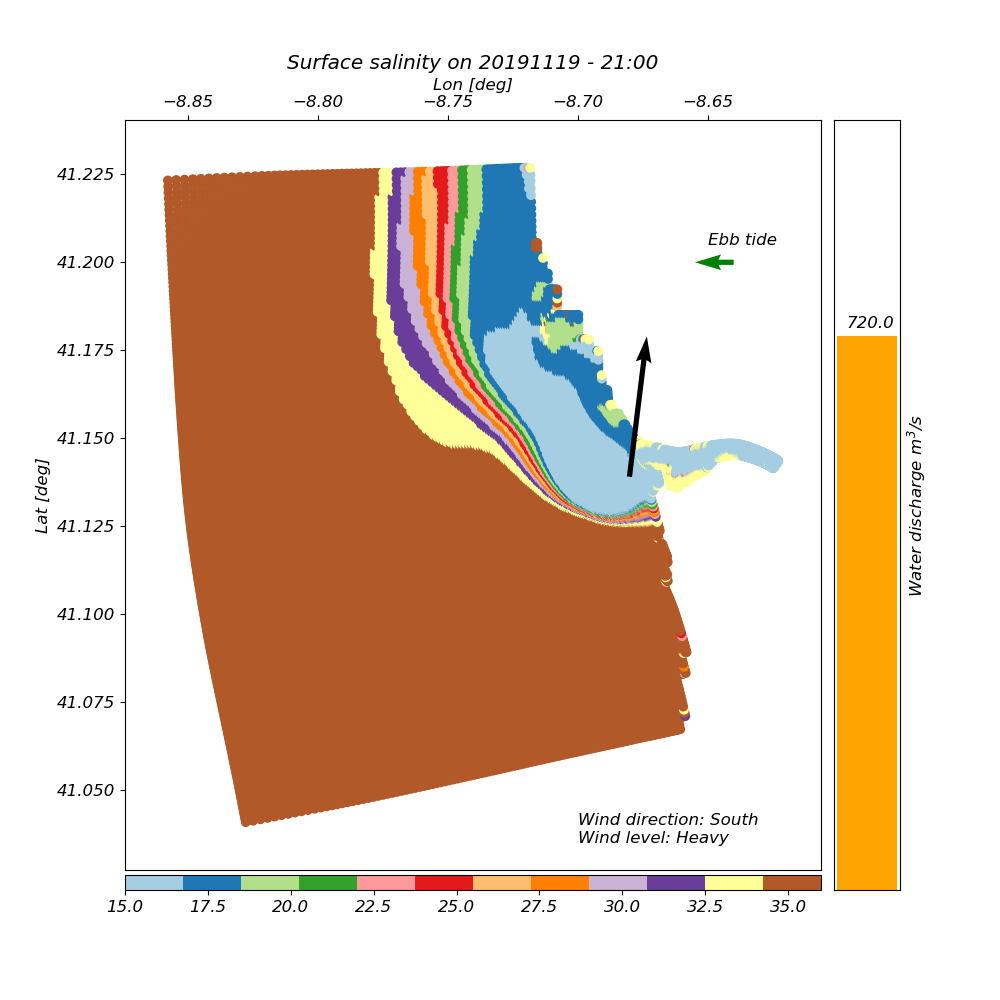 Surface salinity on 20191119 - 21:00
Lon [deg]
−8.85 −8.80 −8.75 −8.70 −8.65
41.225
41.200
41.175
41.150
41.125
41.100
41.075
41.050
Lat [deg]
Ebb tide
720.0
Water discharge m³/s
Wind direction: South
Wind level: Heavy
15.0 17.5 20.0 22.5 25.0 27.5 30.0 32.5 35.0